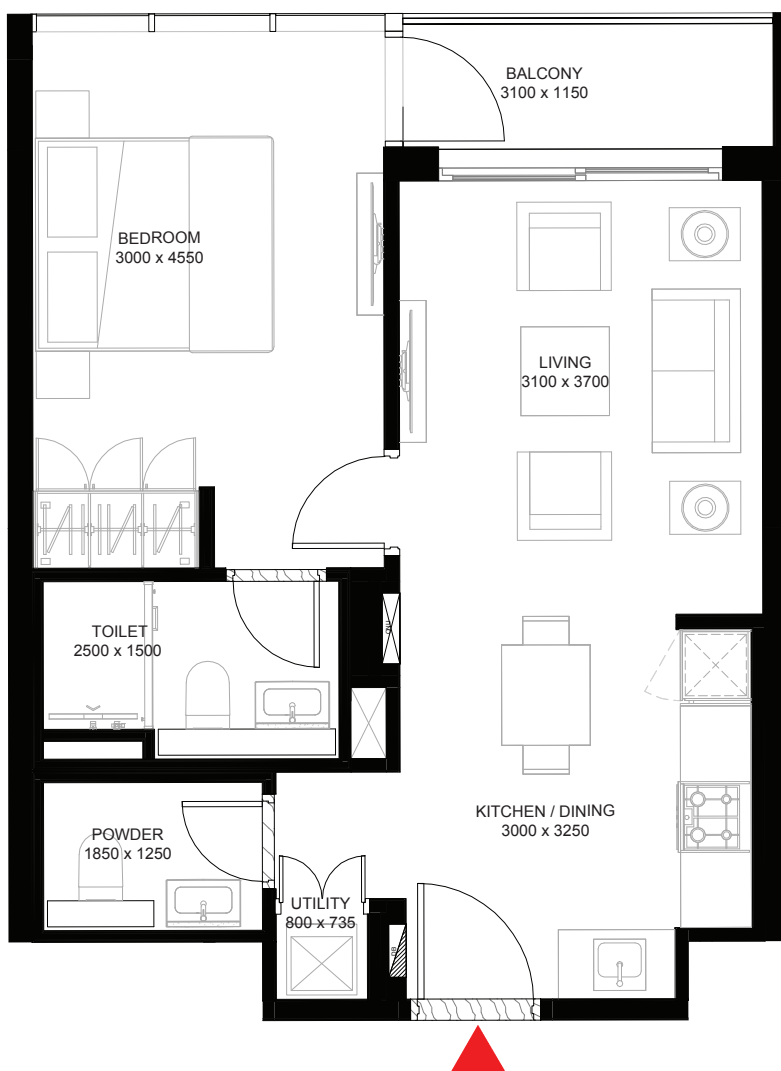 BALCONY
3100 x 1150
BEDROOM
3000 x 4550
LIVING
3100 x 3700
TOILET
2500 x 1500
KITCHEN / DINING
3000 x 3250
POWDER
1850 x 1250
UTILITY
800 x 735
DB